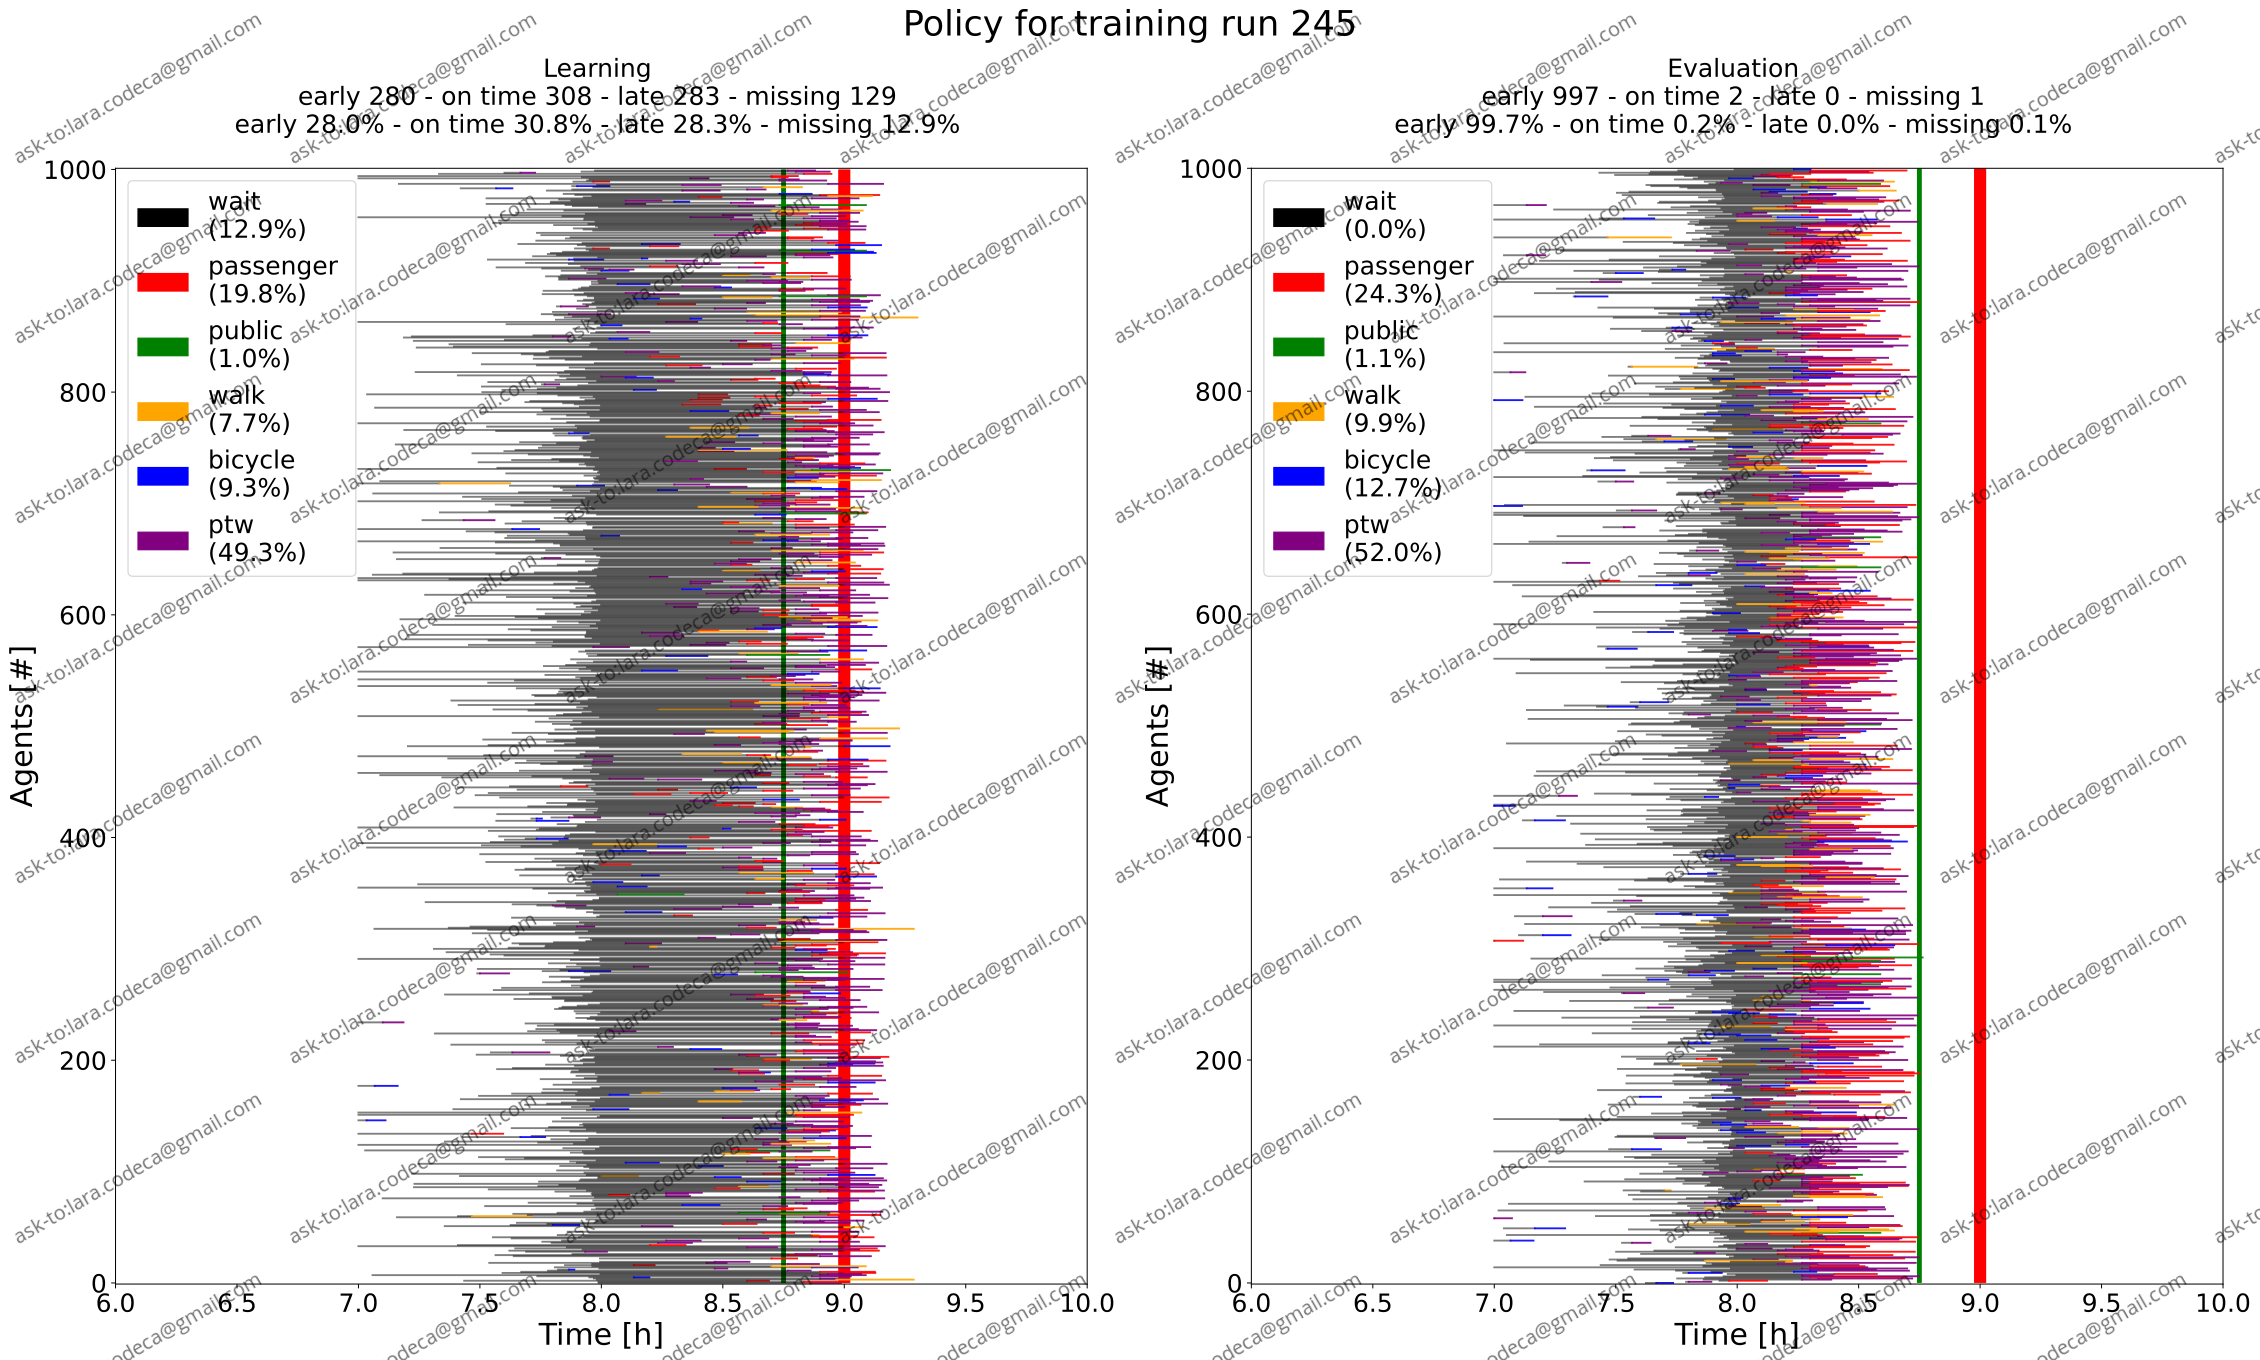 Policy for training run 245
Learning
early 280 - on time 308 - late 283 - missing 129
early 28.0% - on time 30.8% - late 28.3% - missing 12.9%
1000
800
600
400
200
0
Agents [#]
wait
(12.9%)
passenger
(19.8%)
public
(1.0%)
walk
(7.7%)
bicycle
(9.3%)
ptw
(49.3%)
6.0 6.5 7.0 7.5 8.0 8.5 9.0 9.5 10.0
Time [h]
Evaluation
early 997 - on time 2 - late 0 - missing 1
early 99.7% - on time 0.2% - late 0.0% - missing 0.1%
1000
800
600
400
200
0
Agents [#]
wait
(0.0%)
passenger
(24.3%)
public
(1.1%)
walk
(9.9%)
bicycle
(12.7%)
ptw
(52.0%)
6.0 6.5 7.0 7.5 8.0 8.5 9.0 9.5 10.0
Time [h]
ask-to:lara.codeca@gmail.com